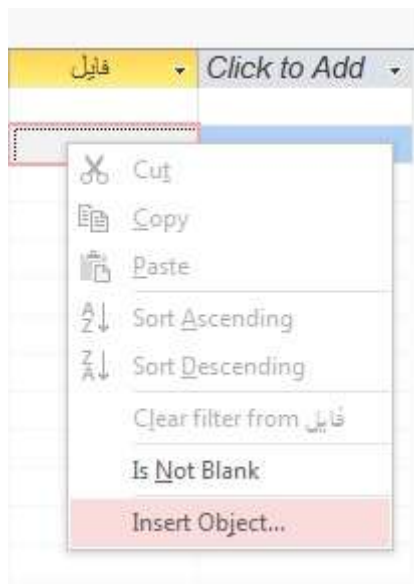 فایل Click to Add
Cut
Copy
Paste
Sort Ascending
Sort Descending
Clear filter from فایل
Is Not Blank
Insert Object...